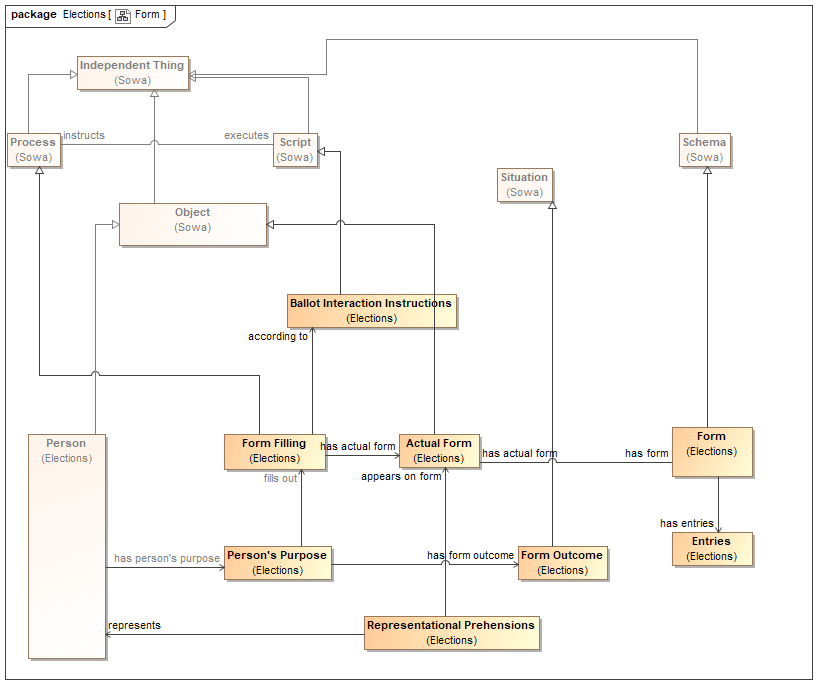 package Elections [ Form ]
Independent Thing
(Sowa)
Process
(Sowa)
instructs
executes
Script
(Sowa)
Schema
(Sowa)
Situation
(Sowa)
Object
(Sowa)
Ballot Interaction Instructions
(Elections)
according to
Person
(Elections)
Form Filling
(Elections)
has actual form
Actual Form
(Elections)
has actual form
has form
Form
(Elections)
fills out
appears on form
has entries
Entries
(Elections)
has person's purpose
Person's Purpose
(Elections)
has form outcome
Form Outcome
(Elections)
represents
Representational Prehensions
(Elections)